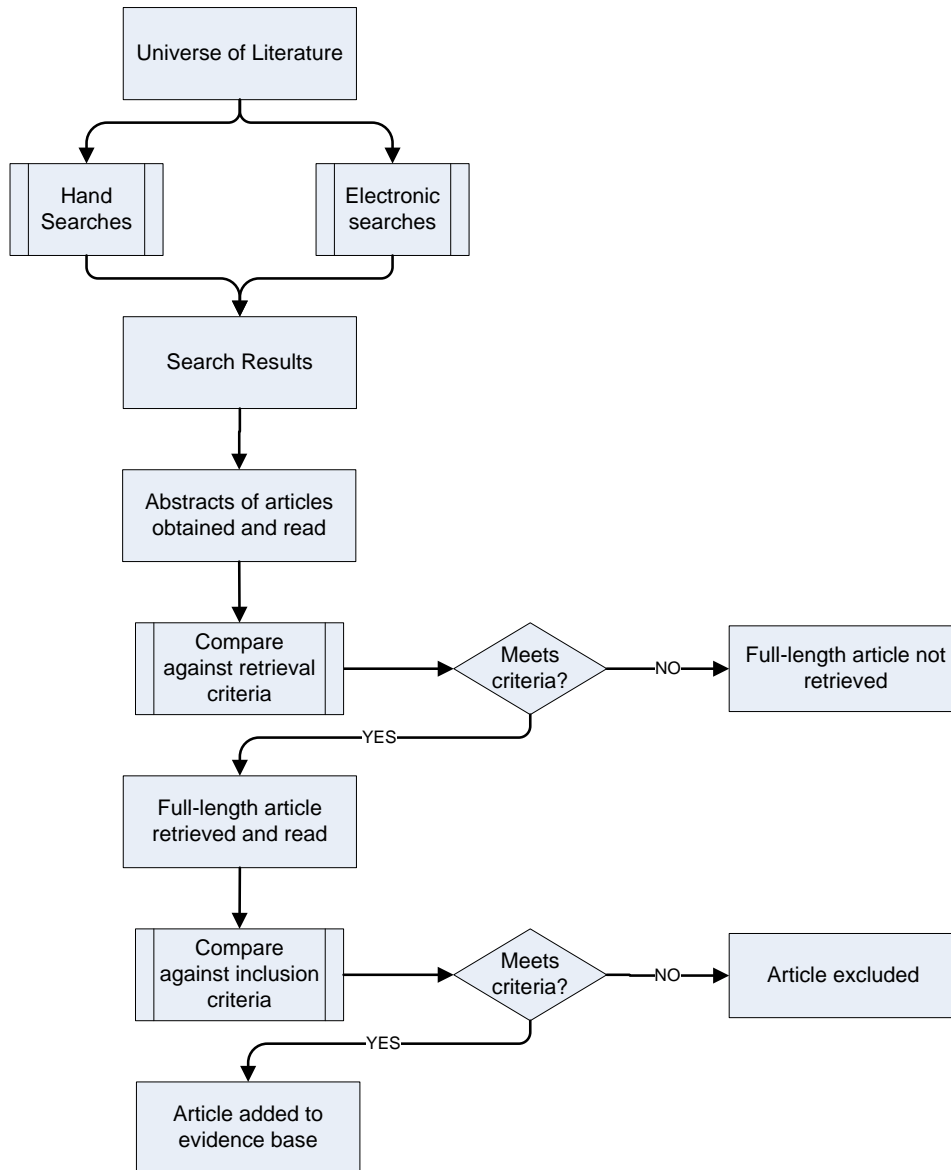 Universe of Literature
Hand
Searches
Electronic
searches
Search Results
Abstracts of articles
obtained and read
Compare
against retrieval
criteria
Meets
criteria?
NO
Full-length article not
retrieved
YES
Full-length article
retrieved and read
Compare
against inclusion
criteria
Meets
criteria?
NO
Article excluded
YES
Article added to
evidence base